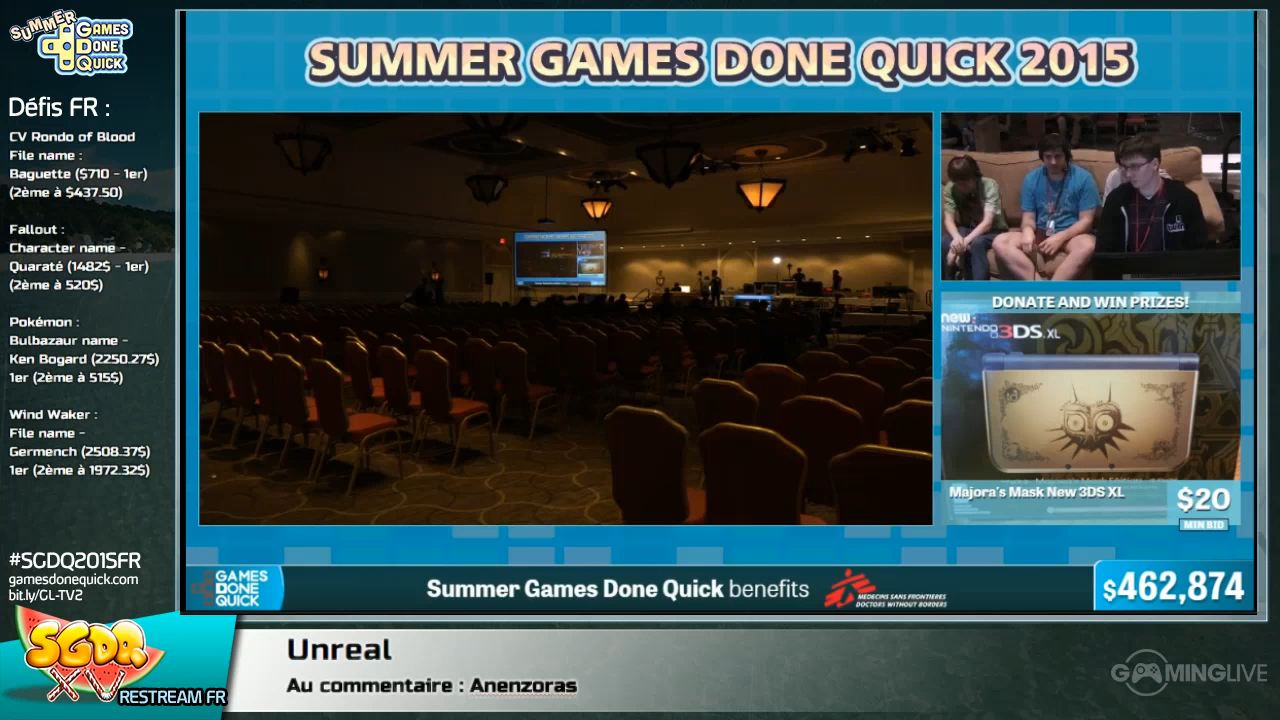 SUMMER GAMES DONE QUICK
Défis FR :
CV Rondo of Blood
File name :
Baguette ($710 - 1er)
(2ème à $437.50)
Fallout :
Character name -
Quaraté (1482$ - 1er)
(2ème à 520$)
Pokémon :
Bulbazaur name -
Ken Bogard (2250.27$)
1er (2ème à 515$)
Wind Waker :
File name -
Germench (2508.37$)
1er (2ème à 1972.32$)
#SGDQ2015FR
gamesdonequick.com
bit.ly/GL-TV2
SGDQ XV
RESTREAM FR
SUMMER GAMES DONE QUICK 2015
DONATE AND WIN PRIZES!
new
NINTENDO 3DS XL
Majora's Mask New 3DS XL
$20
MIN BID
GAMES DONE QUICK
Summer Games Done Quick benefits
MEDECINS SANS FRONTIERES
DOCTORS WITHOUT BORDERS
$462,874
Unreal
Au commentaire : Anenzoras
GAMINGLIVE